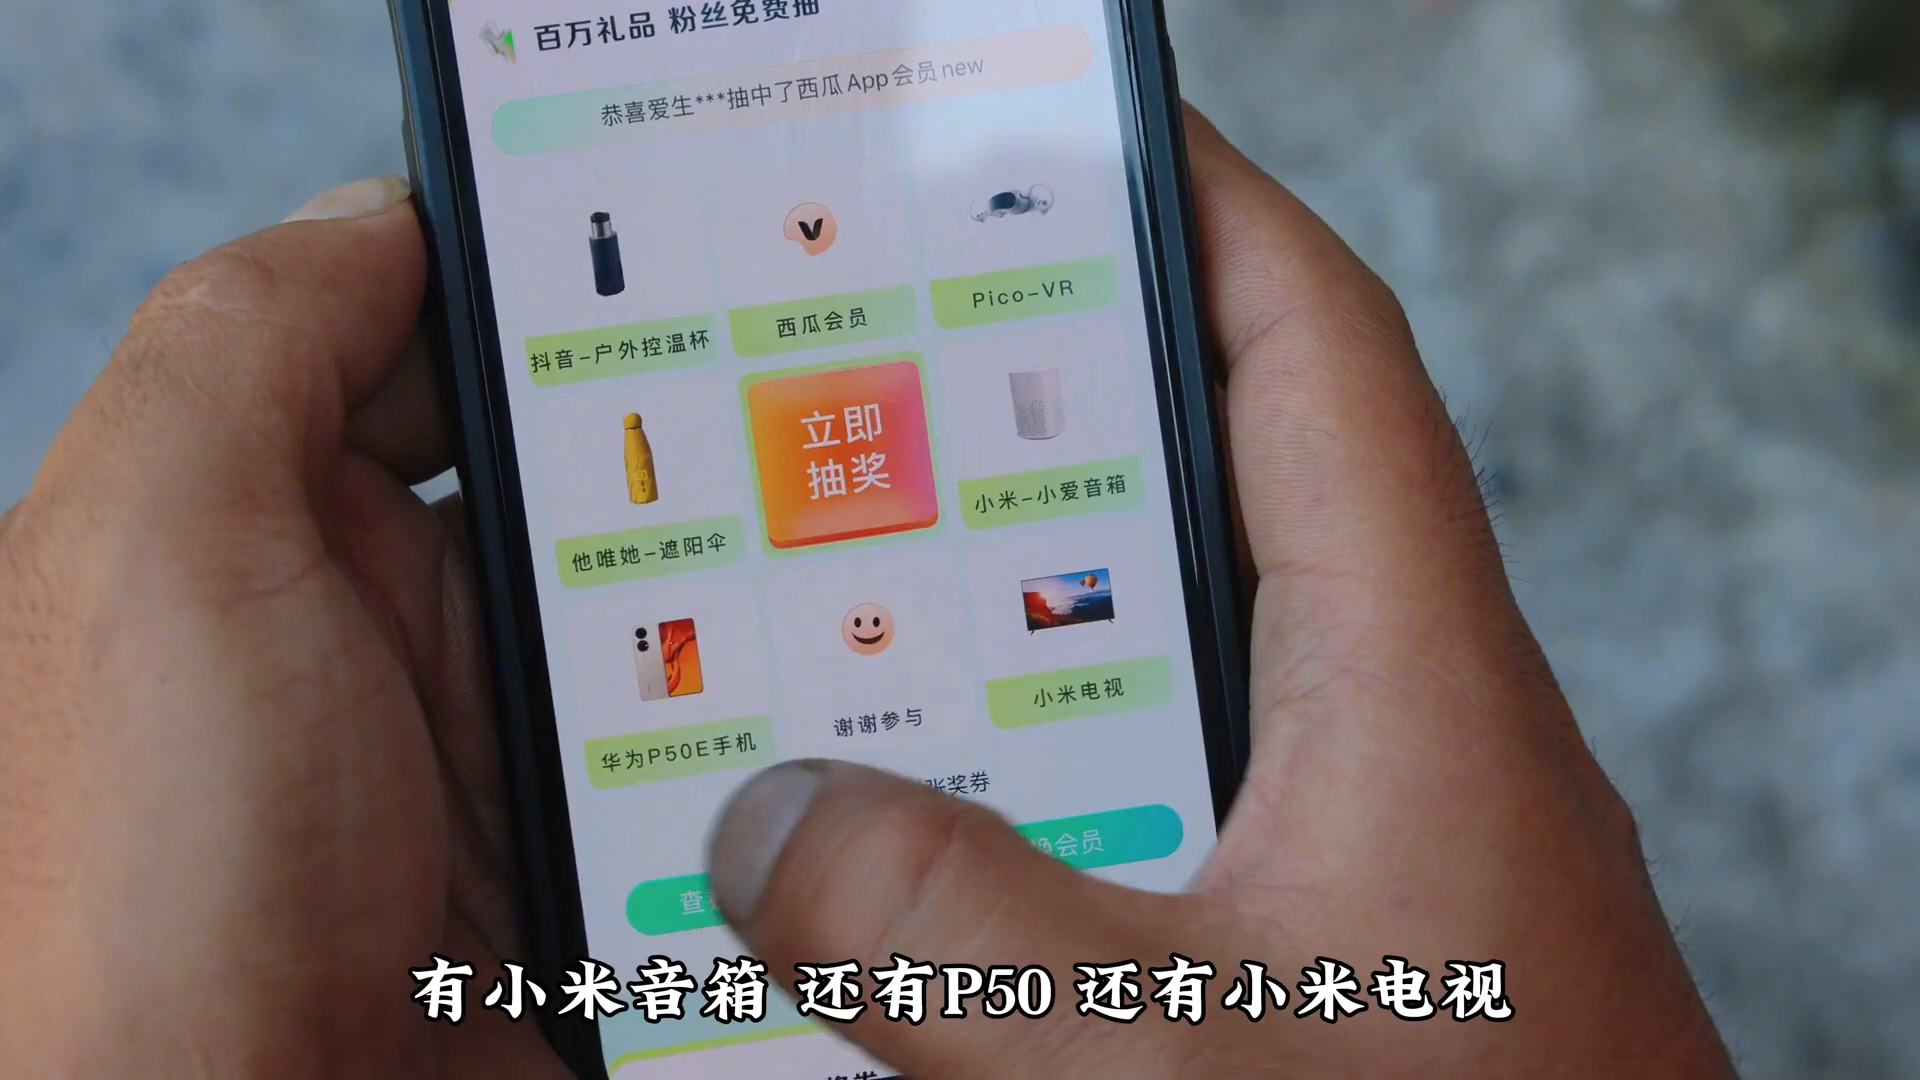 百万礼品 粉丝免费抽
恭喜爱生***抽中了西瓜App会员new
抖音-户外控温杯
西瓜会员
Pico-VR
他唯她-遮阳伞
立即
抽奖
小米-小爱音箱
华为P50E手机
谢谢参与
小米电视
张奖券
会员
查
有小米音箱 还有P50 还有小米电视